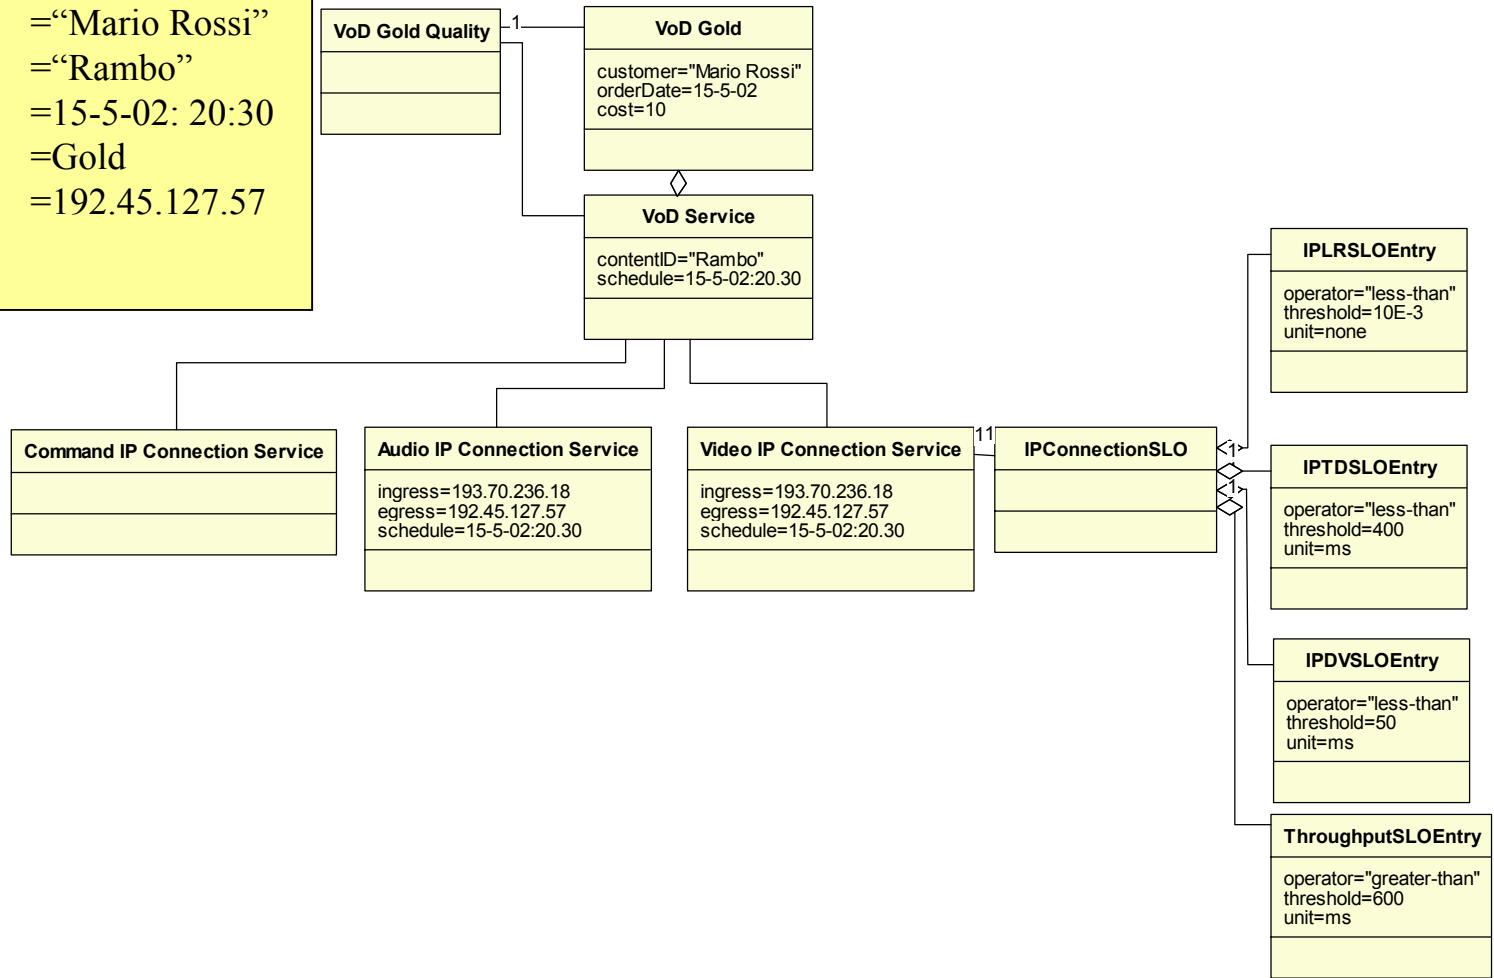 =“Mario Rossi”
=“Rambo”
=15-5-02: 20:30
=Gold
=192.45.127.57
VoD Gold Quality
1
VoD Gold
customer="Mario Rossi"
orderDate=15-5-02
cost=10
VoD Service
contentID="Rambo"
schedule=15-5-02:20.30
Command IP Connection Service
Audio IP Connection Service
ingress=193.70.236.18
egress=192.45.127.57
schedule=15-5-02:20.30
Video IP Connection Service
ingress=193.70.236.18
egress=192.45.127.57
schedule=15-5-02:20.30
11
IPConnectionSLO
1
1
IPLRSLOEntry
operator="less-than"
threshold=10E-3
unit=none
IPTDSLOEntry
operator="less-than"
threshold=400
unit=ms
IPDVSLOEntry
operator="less-than"
threshold=50
unit=ms
ThroughputSLOEntry
operator="greater-than"
threshold=600
unit=ms